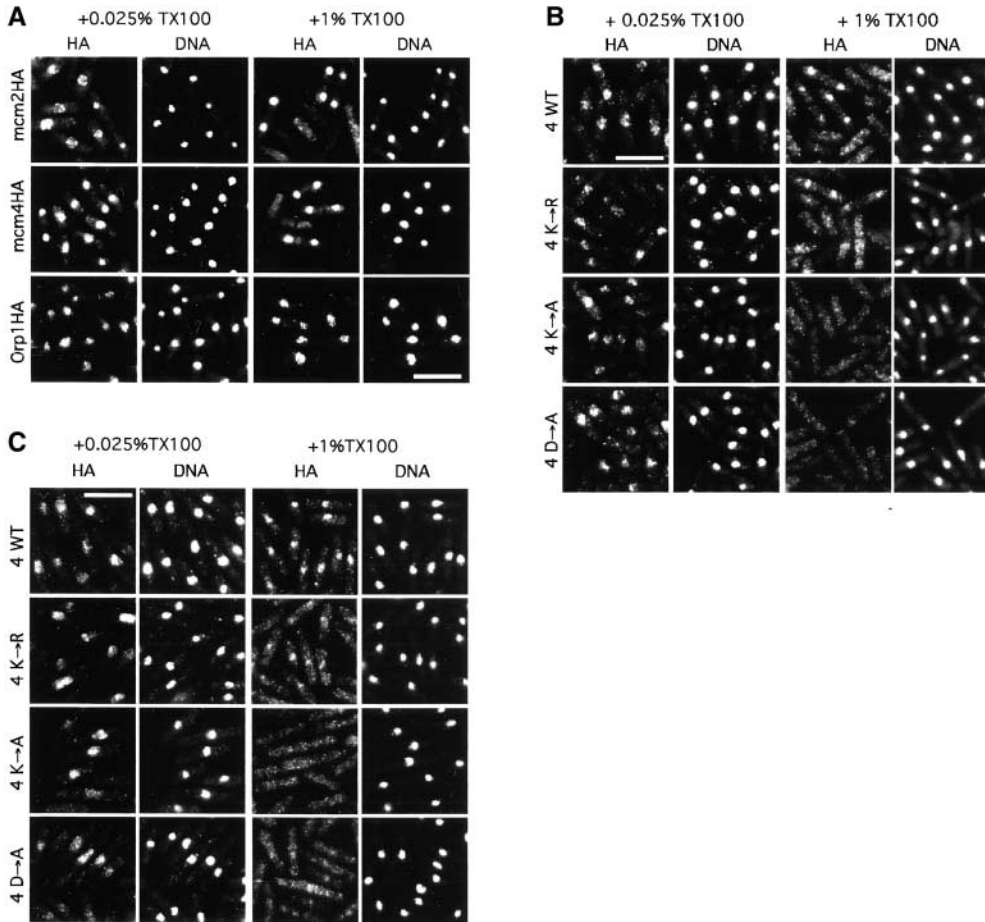 A
+0.025% TX100 +1% TX100
HA DNA HA DNA
mcm2HA
mcm4HA
Orp1HA
B
+ 0.025% TX100 + 1% TX100
HA DNA HA DNA
4 WT
4 K→R
4 K→A
4 D→A
C
+0.025%TX100 +1%TX100
HA DNA HA DNA
4 WT
4 K→R
4 K→A
4 D→A